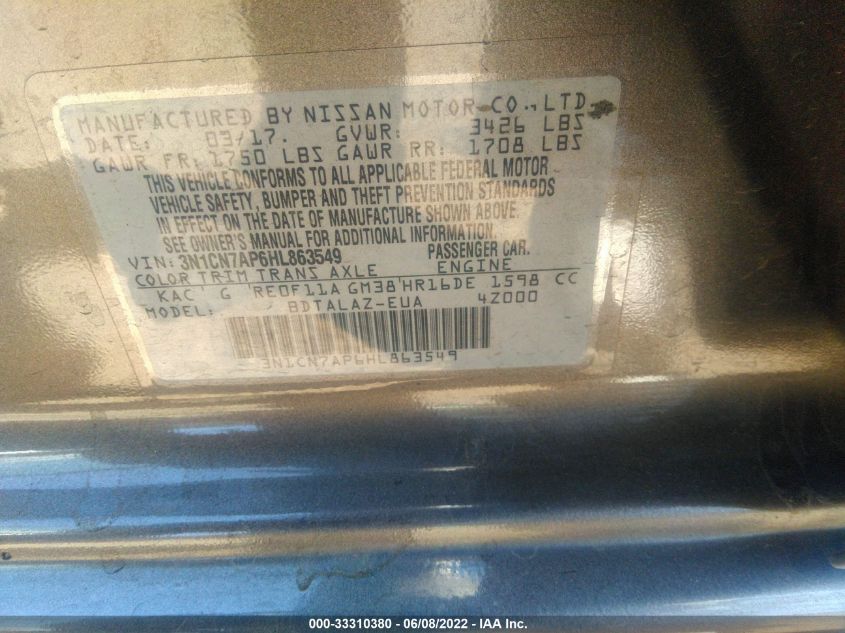 MANUFACTURED BY NISSAN MOTOR CO.,LTD.
DATE: 03/17. GVWR: 3426 LBS
GAWR FR: 1750 LBS GAWR RR: 1708 LBS
THIS VEHICLE CONFORMS TO ALL APPLICABLE FEDERAL MOTOR
VEHICLE SAFETY, BUMPER AND THEFT PREVENTION STANDARDS
IN EFFECT ON THE DATE OF MANUFACTURE SHOWN ABOVE.
SEE OWNER'S MANUAL FOR ADDITIONAL INFORMATION
VIN: 3N1CN7AP6HL863549 PASSENGER CAR.
COLOR TRIM TRANS AXLE ENGINE
KAC G RE0F11A GM38 HR16DE 1598 CC
MODEL: BDTALAZ-EUA 4Z000
3N1CN7AP6HL863549
000-33310380 - 06/08/2022 - IAA Inc.